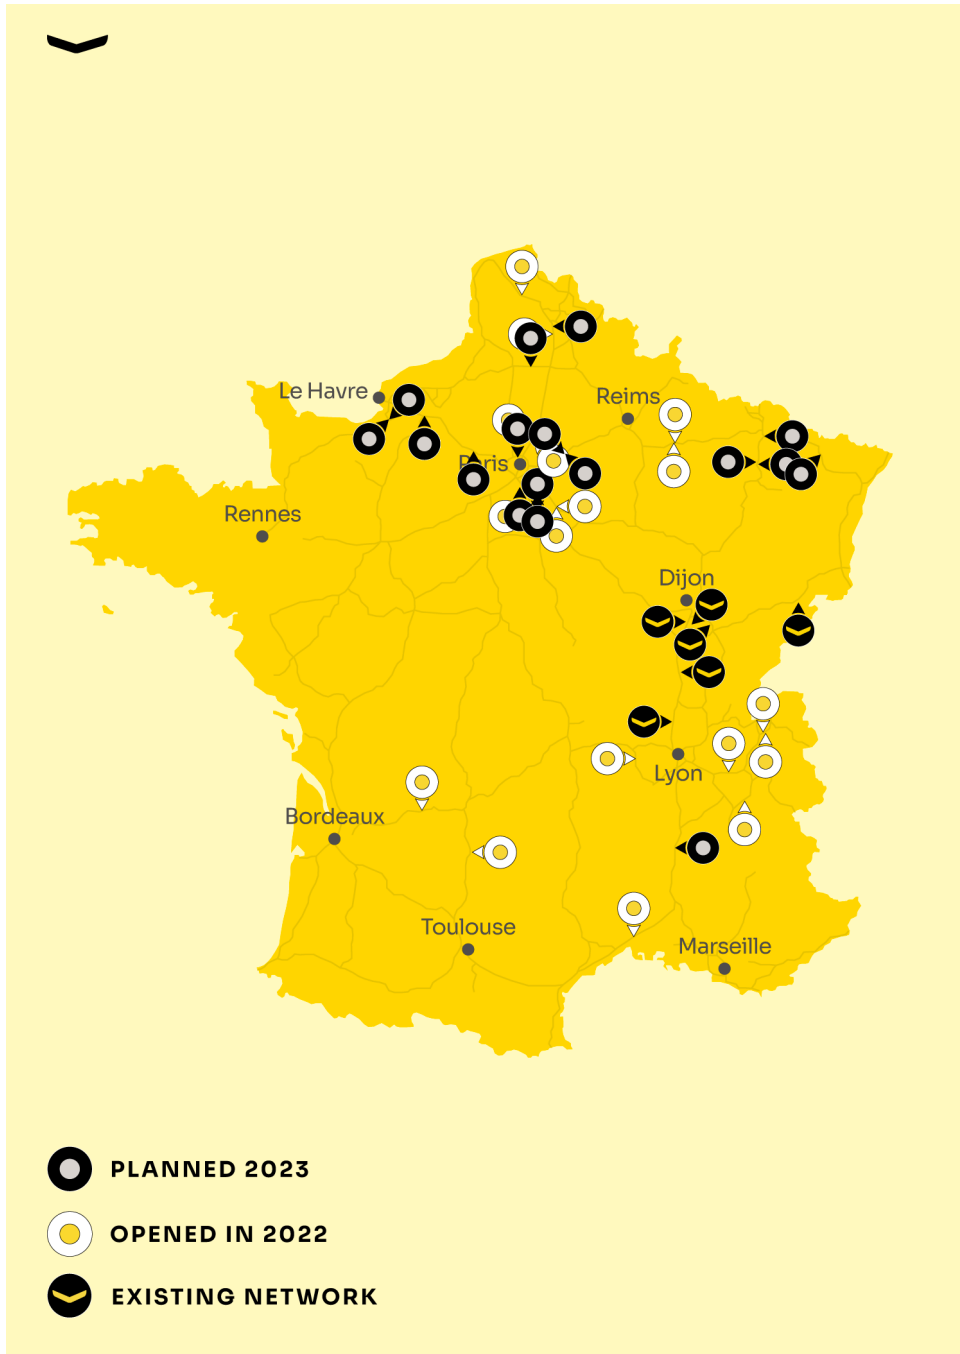 Le Havre
Reims
Paris
Rennes
Dijon
Lyon
Bordeaux
Toulouse
Marseille
PLANNED 2023
OPENED IN 2022
EXISTING NETWORK